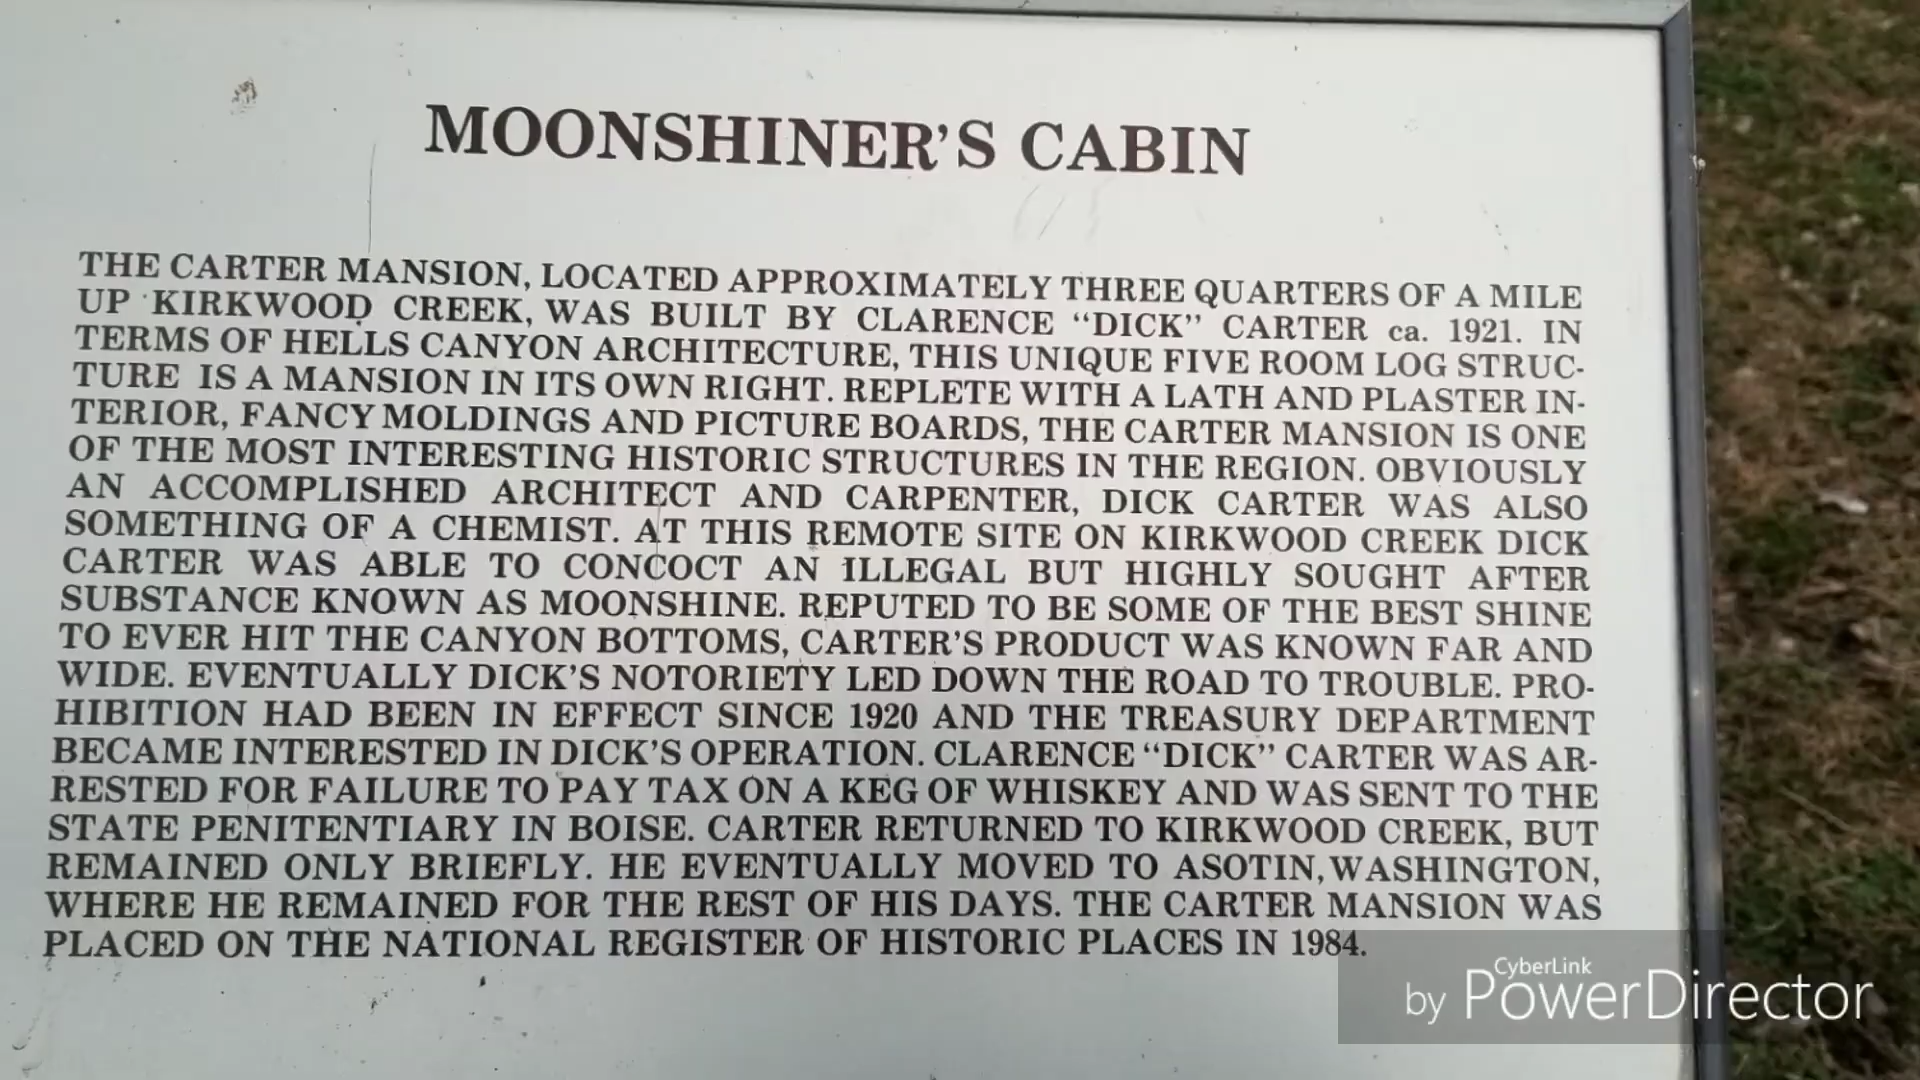 MOONSHINER'S CABIN
THE CARTER MANSION, LOCATED APPROXIMATELY THREE QUARTERS OF A MILE
UP KIRKWOOD CREEK, WAS BUILT BY CLARENCE “DICK” CARTER ca. 1921. IN
TERMS OF HELLS CANYON ARCHITECTURE, THIS UNIQUE FIVE ROOM LOG STRUC-
TURE IS A MANSION IN ITS OWN RIGHT. REPLETE WITH A LATH AND PLASTER IN-
TERIOR, FANCY MOLDINGS AND PICTURE BOARDS, THE CARTER MANSION IS ONE
OF THE MOST INTERESTING HISTORIC STRUCTURES IN THE REGION. OBVIOUSLY
AN ACCOMPLISHED ARCHITECT AND CARPENTER, DICK CARTER WAS ALSO
SOMETHING OF A CHEMIST. AT THIS REMOTE SITE ON KIRKWOOD CREEK DICK
CARTER WAS ABLE TO CONCOCT AN ILLEGAL BUT HIGHLY SOUGHT AFTER
SUBSTANCE KNOWN AS MOONSHINE. REPUTED TO BE SOME OF THE BEST SHINE
TO EVER HIT THE CANYON BOTTOMS, CARTER'S PRODUCT WAS KNOWN FAR AND
WIDE. EVENTUALLY DICK'S NOTORIETY LED DOWN THE ROAD TO TROUBLE. PRO-
HIBITION HAD BEEN IN EFFECT SINCE 1920 AND THE TREASURY DEPARTMENT
BECAME INTERESTED IN DICK'S OPERATION. CLARENCE “DICK” CARTER WAS AR-
RESTED FOR FAILURE TO PAY TAX ON A KEG OF WHISKEY AND WAS SENT TO THE
STATE PENITENTIARY IN BOISE. CARTER RETURNED TO KIRKWOOD CREEK, BUT
REMAINED ONLY BRIEFLY. HE EVENTUALLY MOVED TO ASOTIN, WASHINGTON,
WHERE HE REMAINED FOR THE REST OF HIS DAYS. THE CARTER MANSION WAS
PLACED ON THE NATIONAL REGISTER OF HISTORIC PLACES IN 1984.
CyberLink
by PowerDirector